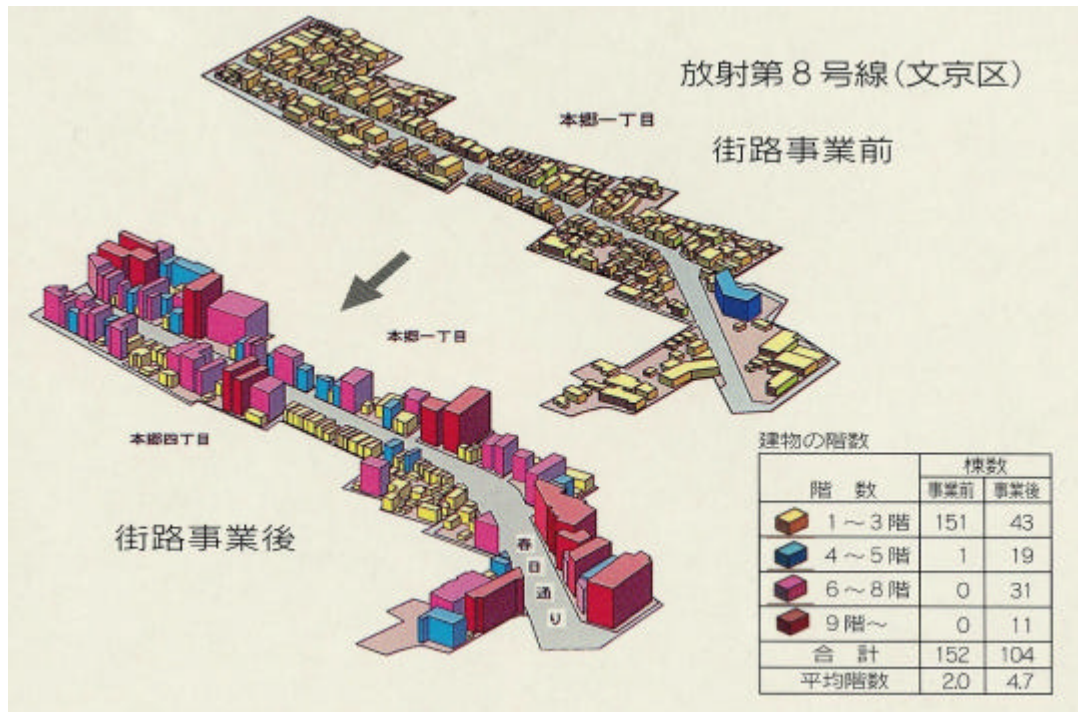 放射第8号線(文京区)
本郷一丁目
街路事業前
本郷一丁目
本郷四丁目
街路事業後
春日通り
建物の階数
階 数 棟数
事業前 事業後
1～3階 151 43
4～5階 1 19
6～8階 0 31
9階～ 0 11
合 計 152 104
平均階数 2.0 4.7